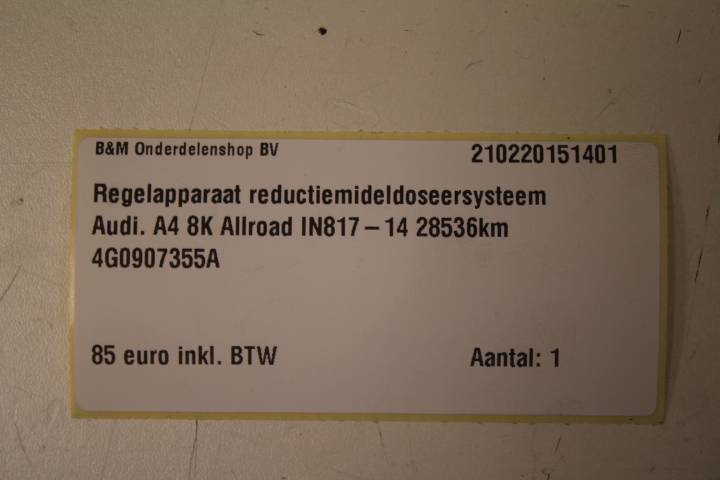 B&M Onderdelenshop BV 210220151401
Regelapparaat reductiemideldoseersysteem
Audi. A4 8K Allroad IN817 – 14 28536km
4G0907355A
85 euro inkl. BTW Aantal: 1